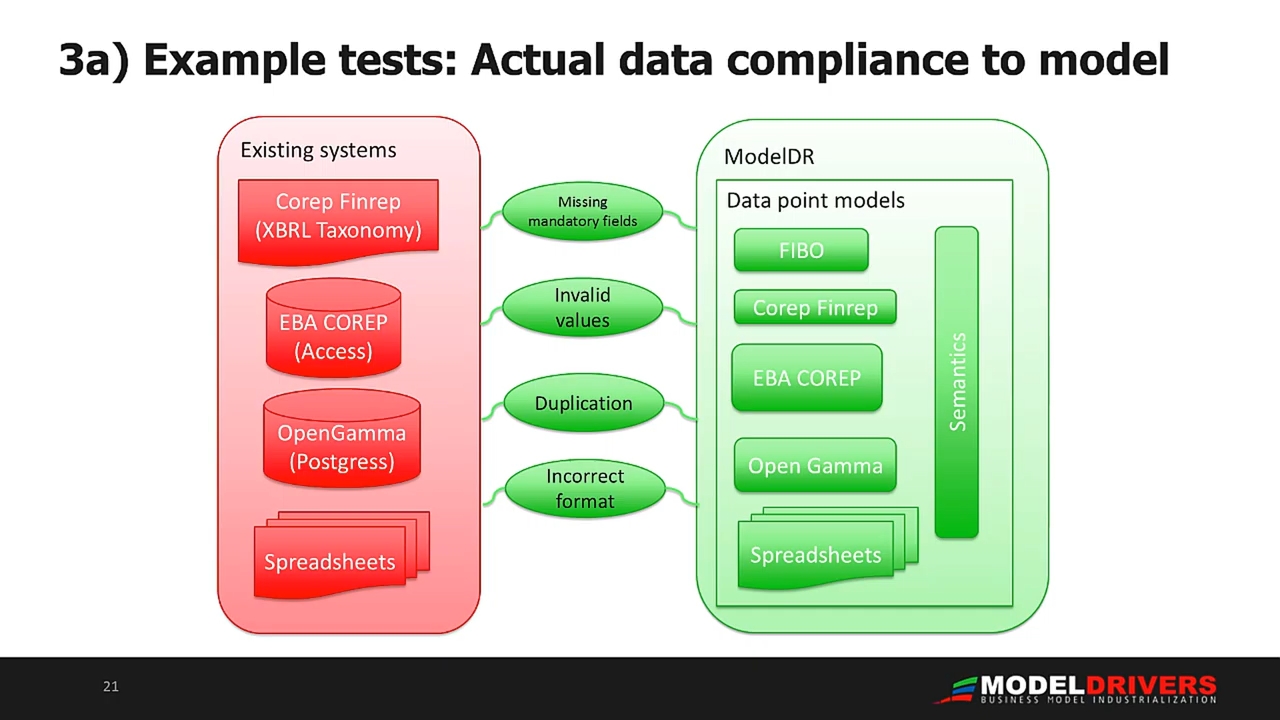 3a) Example tests: Actual data compliance to model
Existing systems
Corep Finrep
(XBRL Taxonomy)
EBA COREP
(Access)
OpenGamma
(Postgress)
Spreadsheets
Missing
mandatory fields
Invalid
values
Duplication
Incorrect
format
ModelDR
Data point models
FIBO
Corep Finrep
EBA COREP
Open Gamma
Spreadsheets
Semantics
21
MODELDRIVERS
BUSINESS MODEL INDUSTRIALIZATION